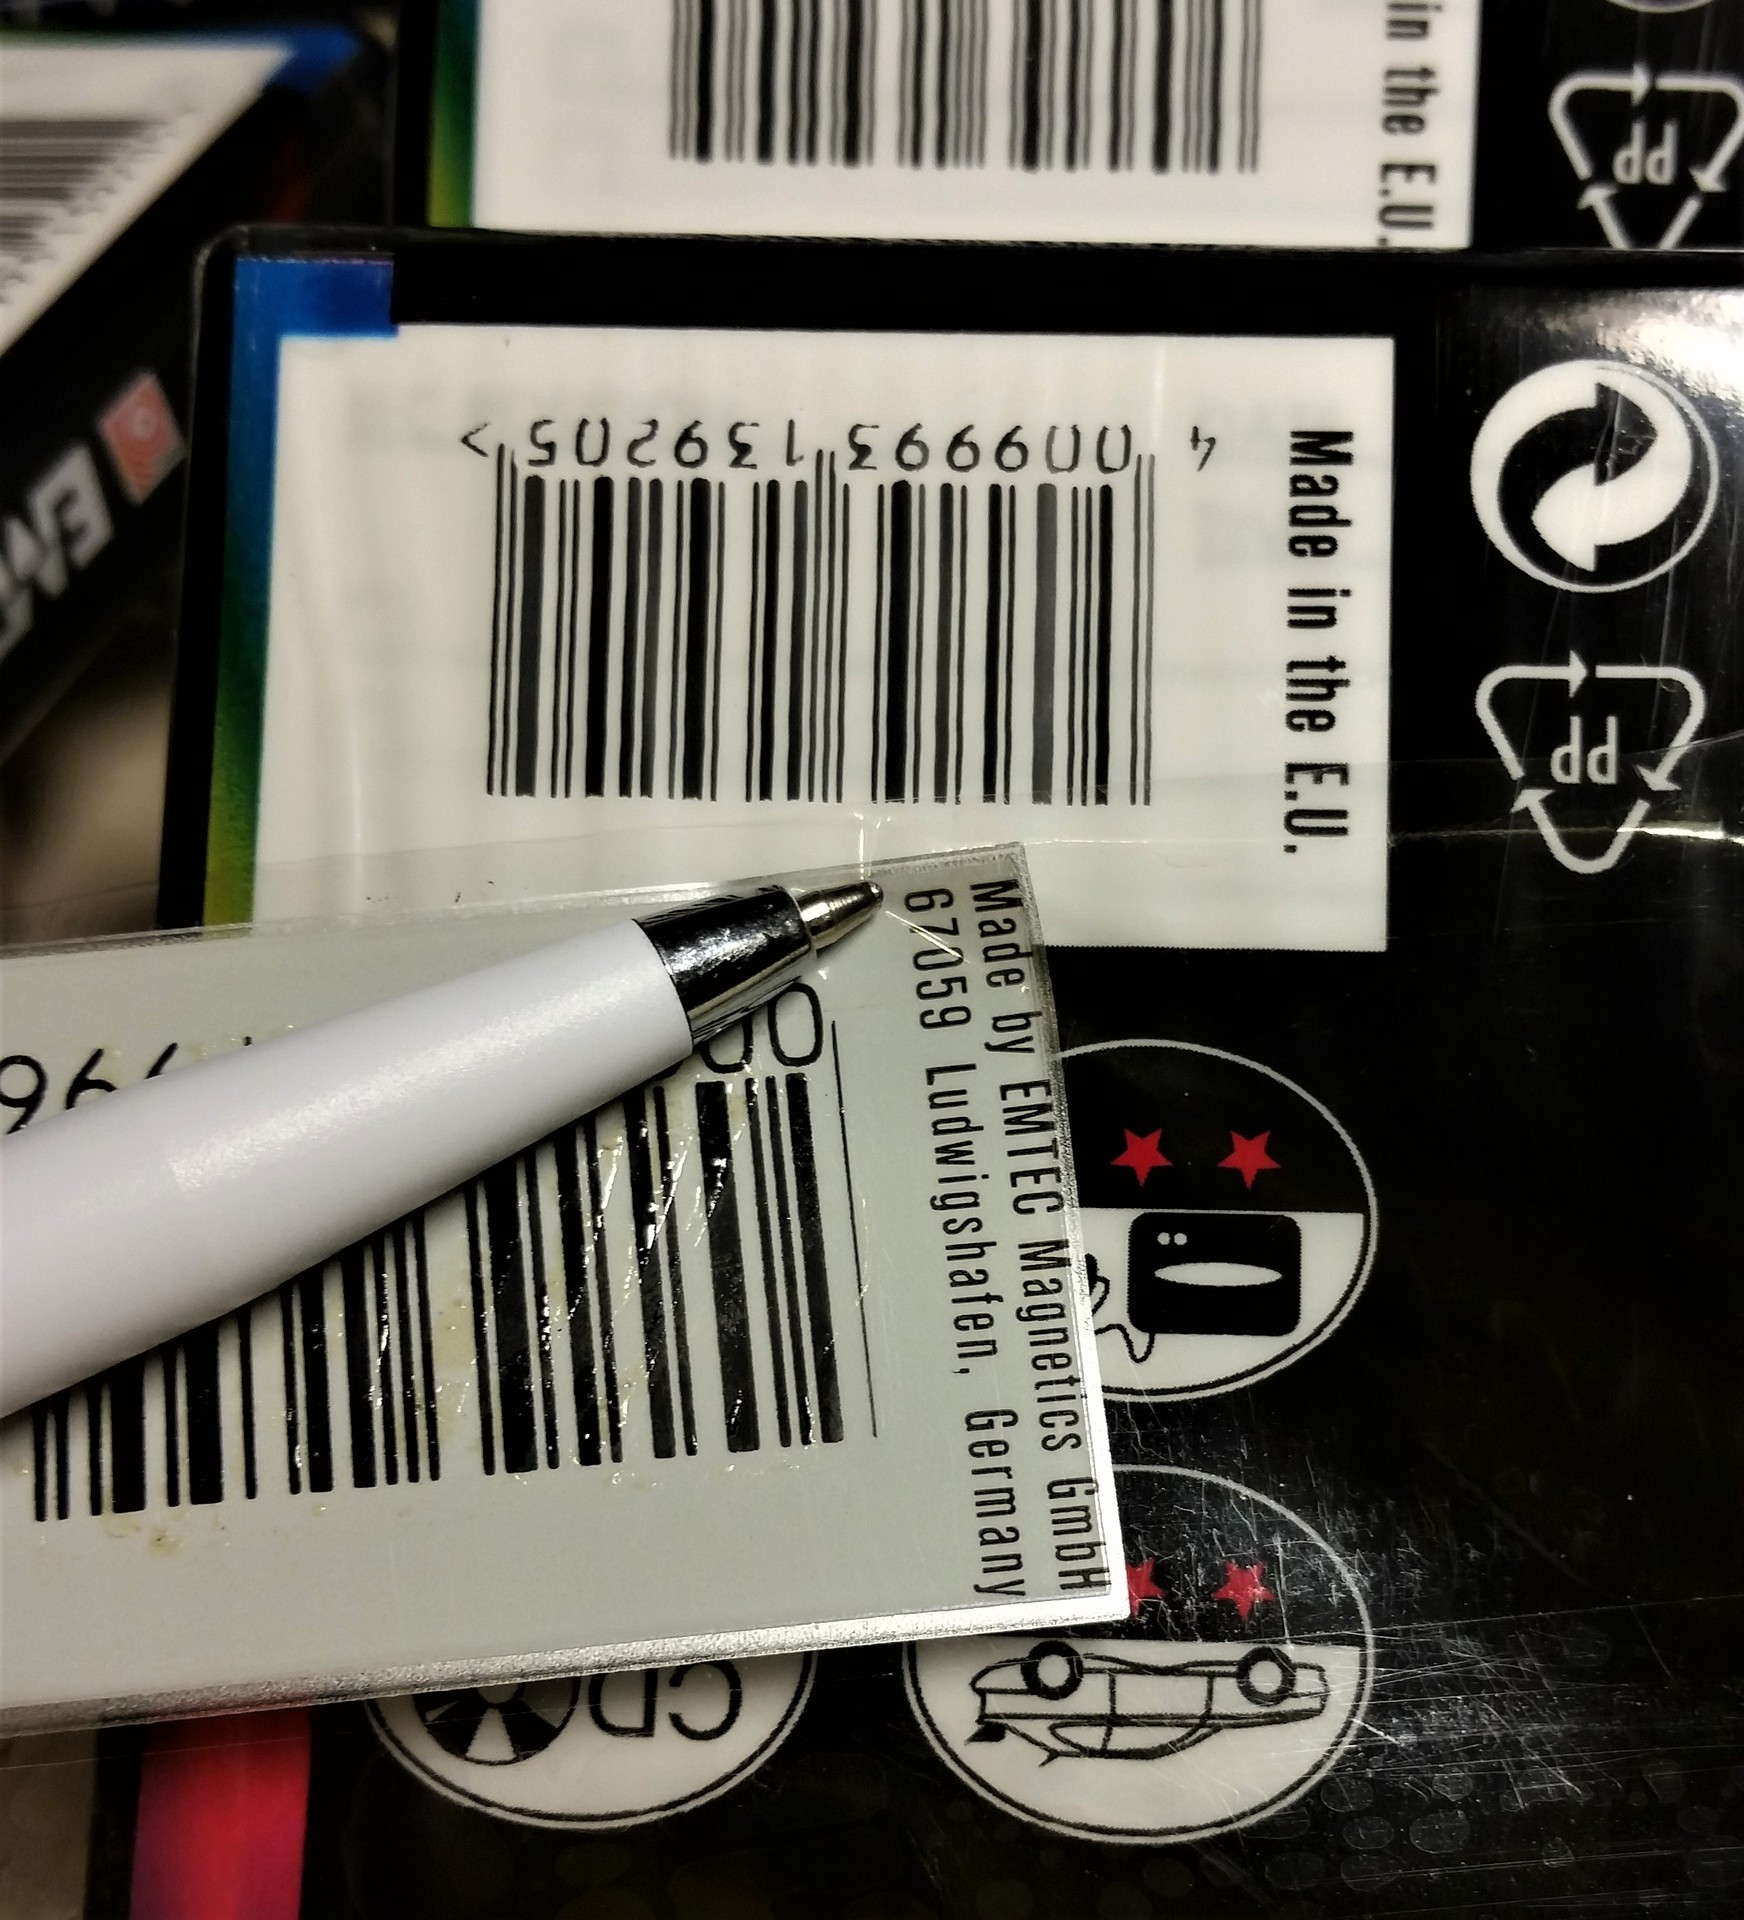 in the E.U.
PP
4 009993 139205 >
Made in the E.U.
PP
Made by EMTEC Magnetics GmbH
67059 Ludwigshafen, Germany
00
CD